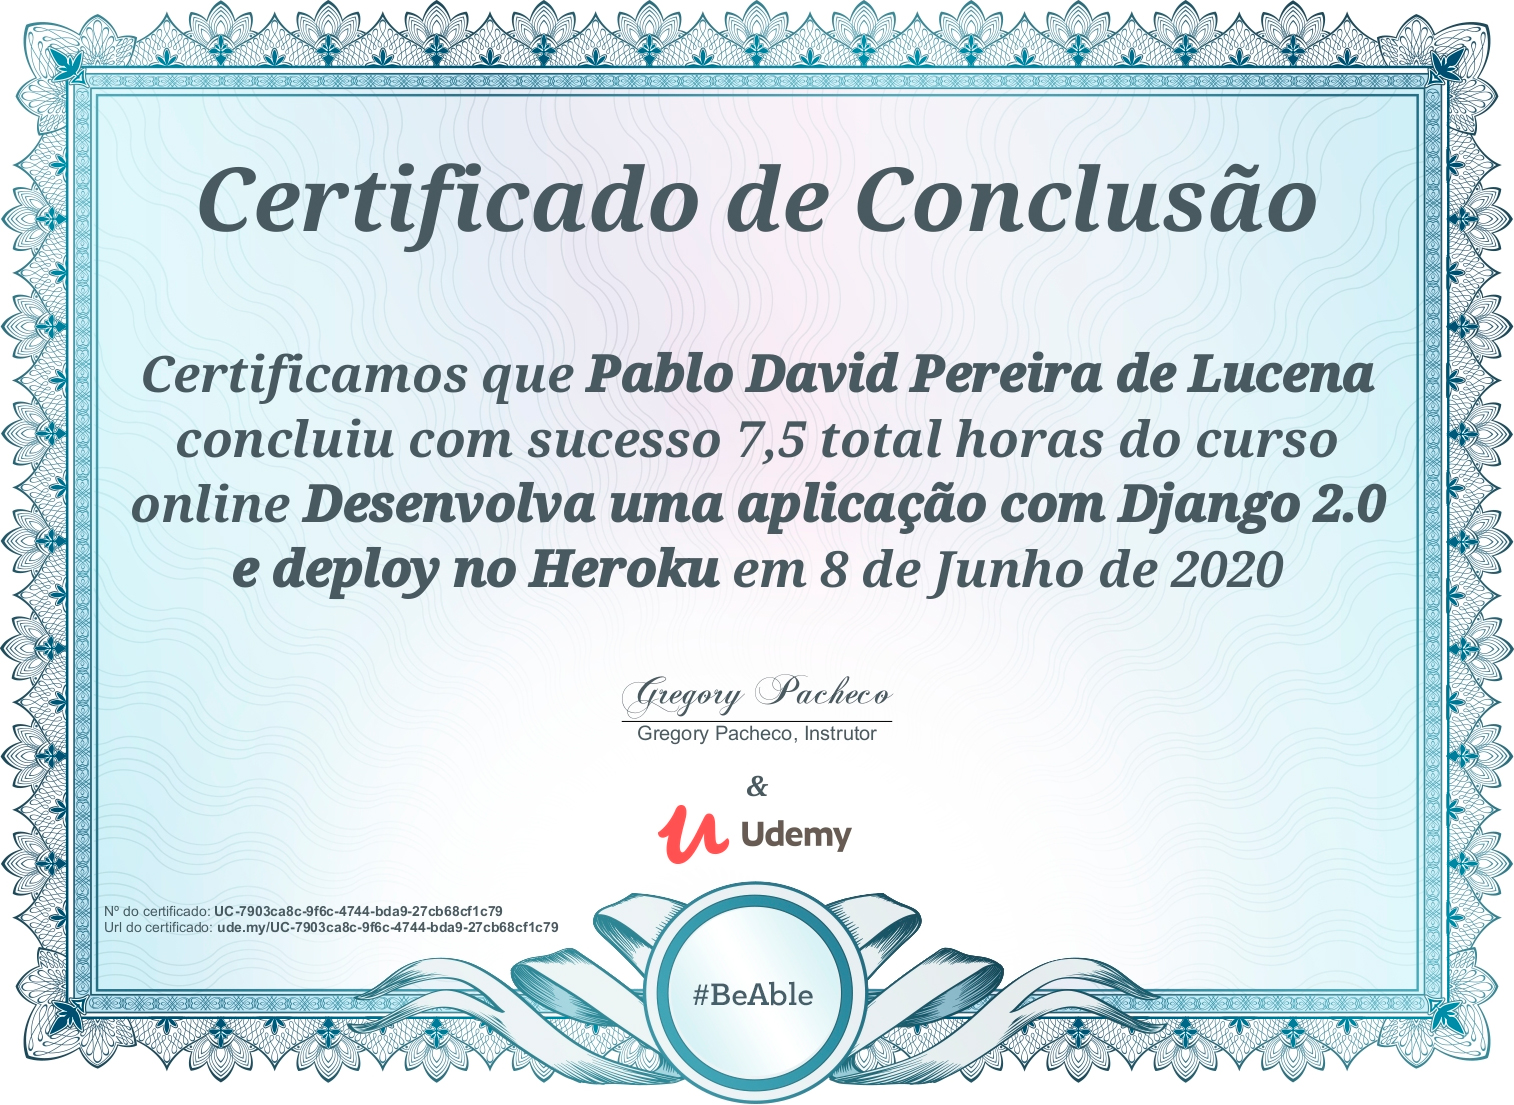 Certificado de Conclusão
Certificamos que Pablo David Pereira de Lucena
concluiu com sucesso 7,5 total horas do curso
online Desenvolva uma aplicação com Django 2.0
e deploy no Heroku em 8 de Junho de 2020
Gregory Pacheco
Gregory Pacheco, Instrutor
&
Udemy
Nº do certificado: UC-7903ca8c-9f6c-4744-bda9-27cb68cf1c79
Url do certificado: ude.my/UC-7903ca8c-9f6c-4744-bda9-27cb68cf1c79
#BeAble